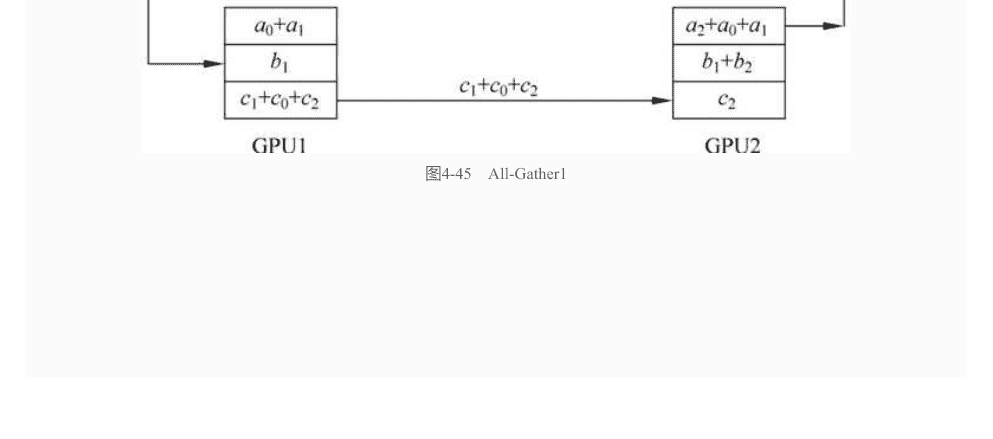 a₀+a₁
b₁
c₁+c₀+c₂
GPU1
c₁+c₀+c₂
a₂+a₀+a₁
b₁+b₂
c₂
GPU2
图4-45 All-Gather1